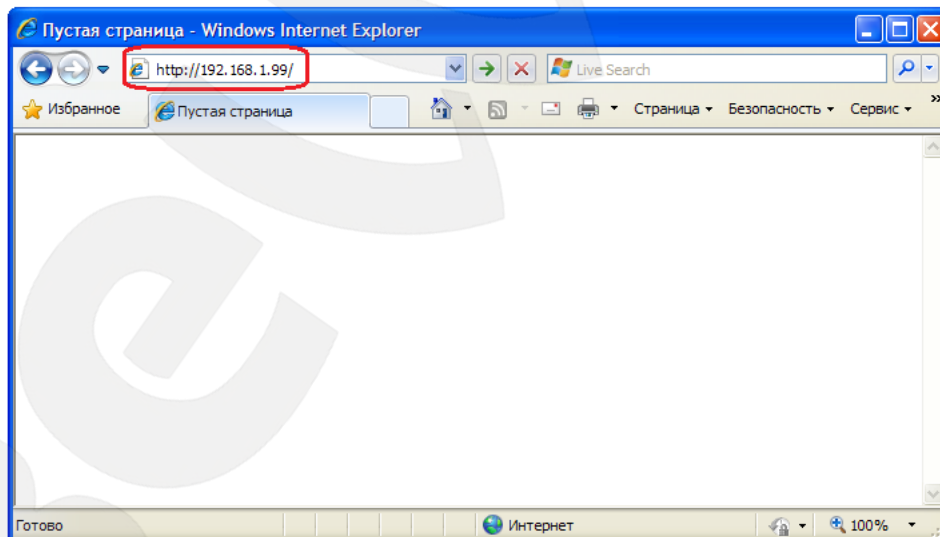 Пустая страница - Windows Internet Explorer
http://192.168.1.99/
Live Search
Избранное
Пустая страница
Страница
Безопасность
Сервис
»
Готово
Интернет
100%